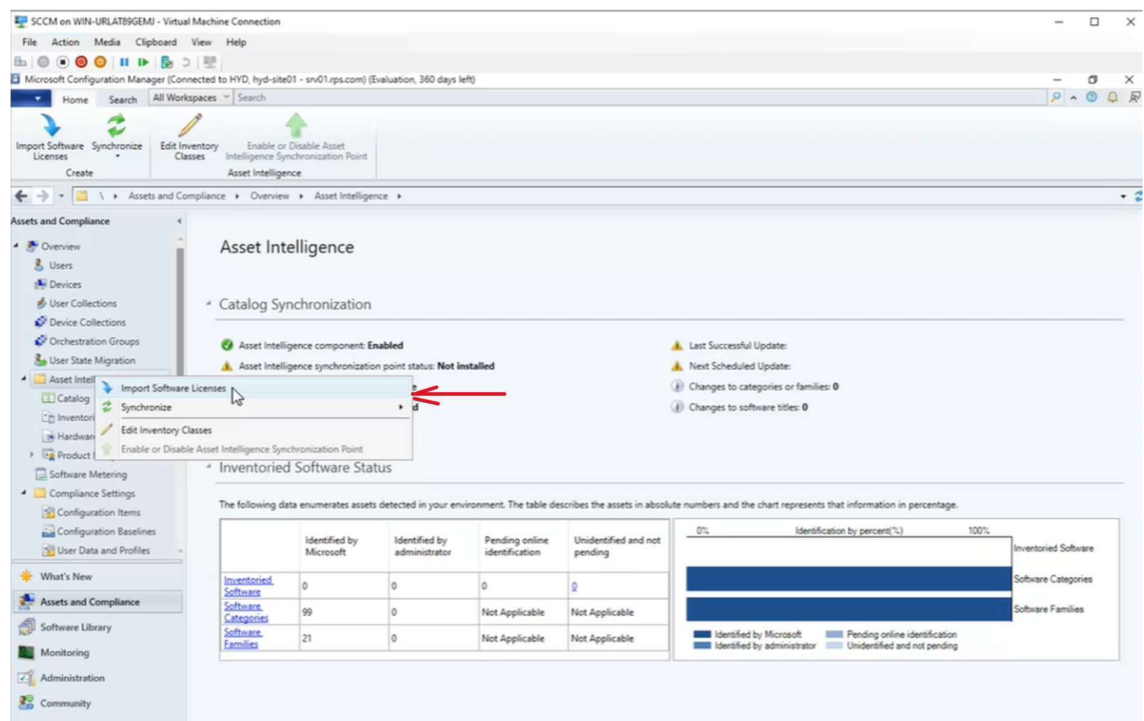 SCCM on WIN-URLAT89GEMJ - Virtual Machine Connection
File Action Media Clipboard View Help
Microsoft Configuration Manager (Connected to HYD, hyd-site01 - srv01.rps.com) (Evaluation, 360 days left)
Home Search All Workspaces Search
Import Software Licenses
Synchronize
Edit Inventory Classes
Enable or Disable Asset Intelligence Synchronization Point
Create
Asset Intelligence
\ Assets and Compliance Overview Asset Intelligence
Assets and Compliance
Overview
Users
Devices
User Collections
Device Collections
Orchestration Groups
User State Migration
Asset Intell
Catalog
Inventori
Hardwar
Product
Software Metering
Compliance Settings
Configuration Items
Configuration Baselines
User Data and Profiles
What's New
Assets and Compliance
Software Library
Monitoring
Administration
Community
Import Software Licenses
Synchronize
Edit Inventory Classes
Enable or Disable Asset Intelligence Synchronization Point
Asset Intelligence
Catalog Synchronization
Asset Intelligence component: Enabled
Asset Intelligence synchronization point status: Not installed
Last Successful Update:
Next Scheduled Update:
Changes to categories or families: 0
Changes to software titles: 0
Inventoried Software Status
The following data enumerates assets detected in your environment. The table describes the assets in absolute numbers and the chart represents that information in percentage.
Identified by Microsoft
Identified by administrator
Pending online identification
Unidentified and not pending
Inventoried Software 0 0 0 0
Software Categories 99 0 Not Applicable Not Applicable
Software Families 21 0 Not Applicable Not Applicable
0% Identification by percent(%) 100%
Inventoried Software
Software Categories
Software Families
Identified by Microsoft Pending online identification
Identified by administrator Unidentified and not pending